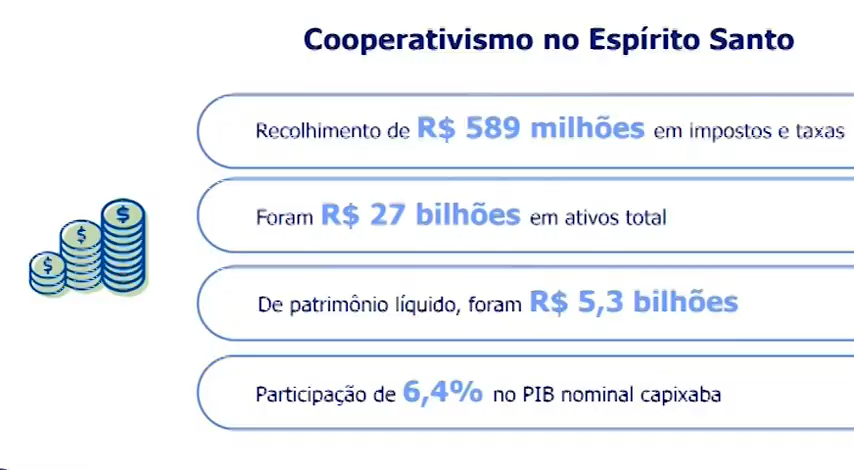 Cooperativismo no Espírito Santo
Recolhimento de R$ 589 milhões em impostos e taxas
Foram R$ 27 bilhões em ativos total
De patrimônio líquido, foram R$ 5,3 bilhões
Participação de 6,4% no PIB nominal capixaba
$
$
$